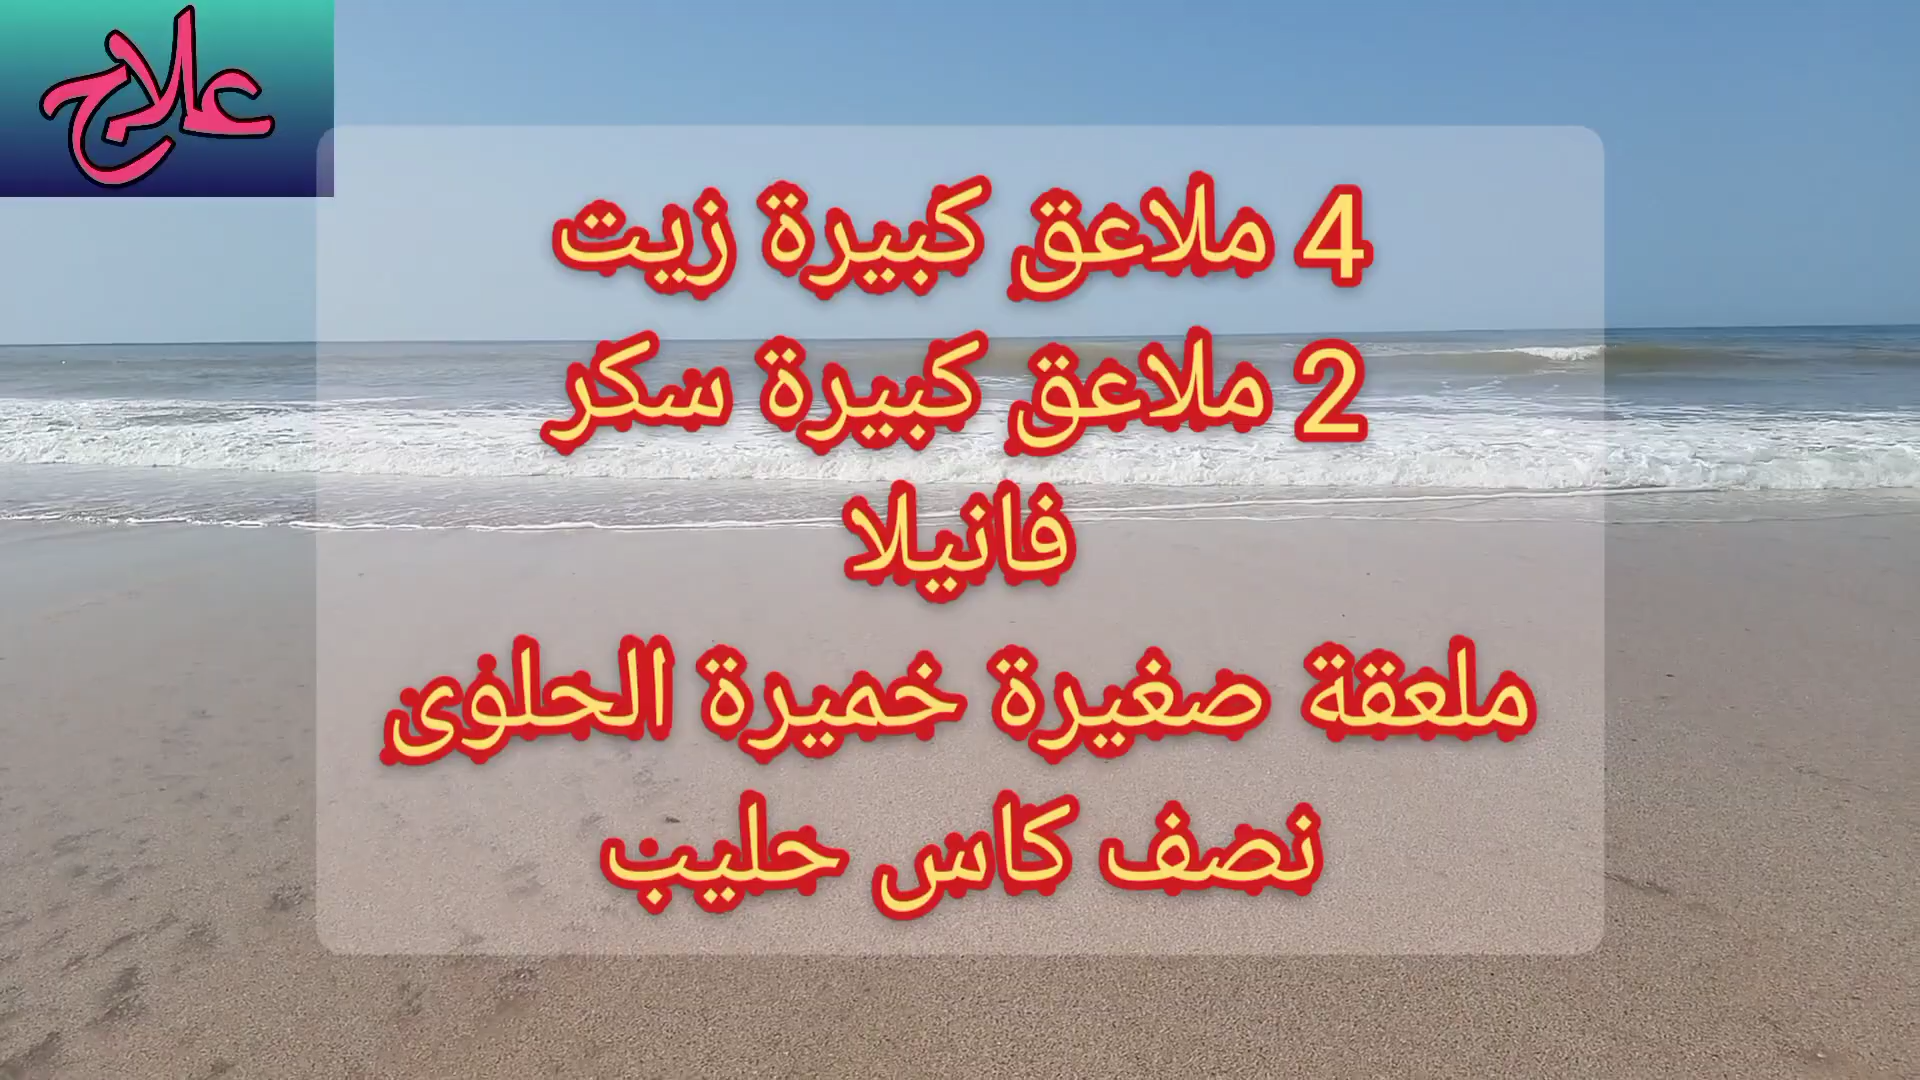 علاج
4 ملاعق كبيرة زيت
2 ملاعق كبيرة سكر
فانيلا
ملعقة صغيرة خميرة الحلوى
نصف كاس حليب